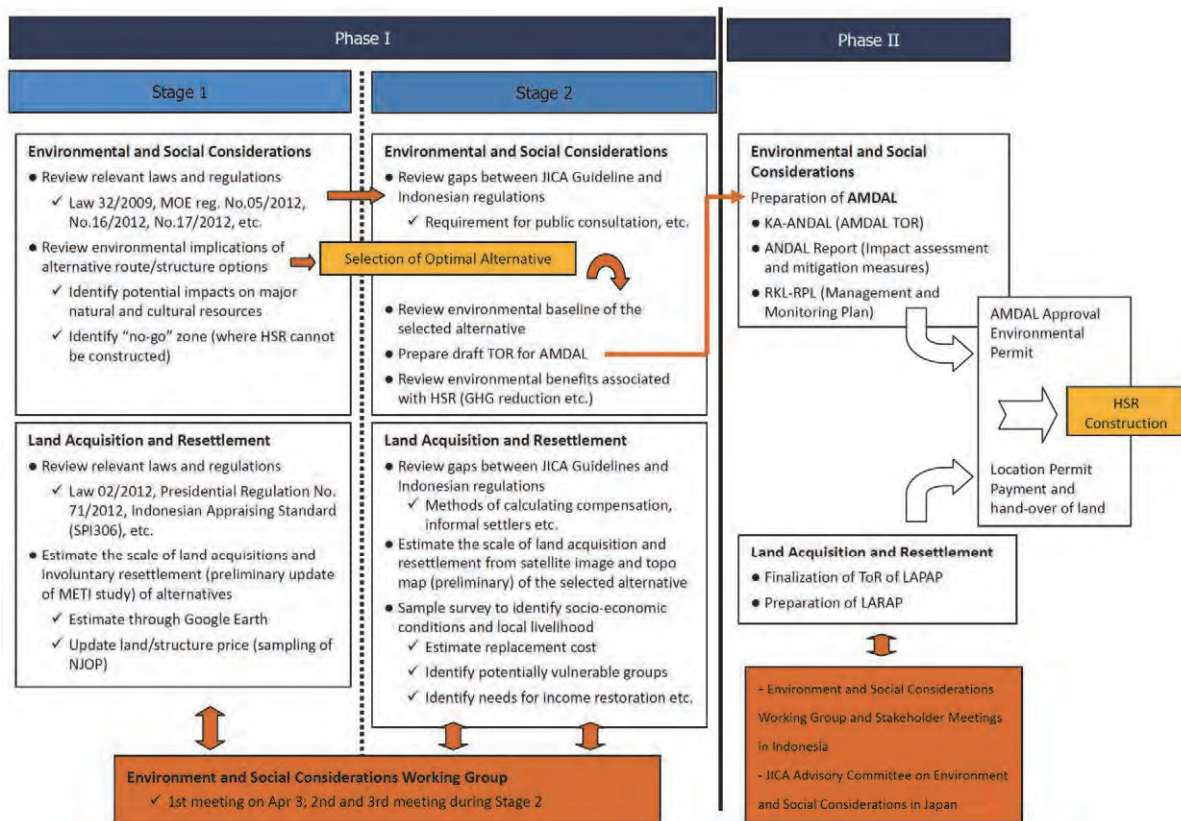 Phase I
Phase II
Stage 1
Stage 2
Environmental and Social Considerations
● Review relevant laws and regulations
✓ Law 32/2009, MOE reg. No.05/2012,
No.16/2012, No.17/2012, etc.
● Review environmental implications of
alternative route/structure options
✓ Identify potential impacts on major
natural and cultural resources
✓ Identify “no-go” zone (where HSR cannot
be constructed)
Environmental and Social Considerations
● Review gaps between JICA Guideline and
Indonesian regulations
✓ Requirement for public consultation, etc.
Selection of Optimal Alternative
● Review environmental baseline of the
selected alternative
● Prepare draft TOR for AMDAL
● Review environmental benefits associated
with HSR (GHG reduction etc.)
Environmental and Social
Considerations
Preparation of AMDAL
● KA-ANDAL (AMDAL TOR)
● ANDAL Report (Impact assessment
and mitigation measures)
● RKL-RPL (Management and
Monitoring Plan)
AMDAL Approval
Environmental
Permit
HSR
Construction
Location Permit
Payment and
hand-over of land
Land Acquisition and Resettlement
● Review relevant laws and regulations
✓ Law 02/2012, Presidential Regulation No.
71/2012, Indonesian Appraising Standard
(SPI306), etc.
● Estimate the scale of land acquisitions and
involuntary resettlement (preliminary update
of METI study) of alternatives
✓ Estimate through Google Earth
✓ Update land/structure price (sampling of
NJOP)
Land Acquisition and Resettlement
● Review gaps between JICA Guidelines and
Indonesian regulations
✓ Methods of calculating compensation,
informal settlers etc.
● Estimate the scale of land acquisition and
resettlement from satellite image and topo
map (preliminary) of the selected alternative
● Sample survey to identify socio-economic
conditions and local livelihood
✓ Estimate replacement cost
✓ Identify potentially vulnerable groups
✓ Identify needs for income restoration etc.
Land Acquisition and Resettlement
● Finalization of ToR of LAPAP
● Preparation of LARAP
- Environment and Social Considerations
Working Group and Stakeholder Meetings
in Indonesia
- JICA Advisory Committee on Environment
and Social Considerations in Japan
Environment and Social Considerations Working Group
✓ 1st meeting on Apr 3; 2nd and 3rd meeting during Stage 2